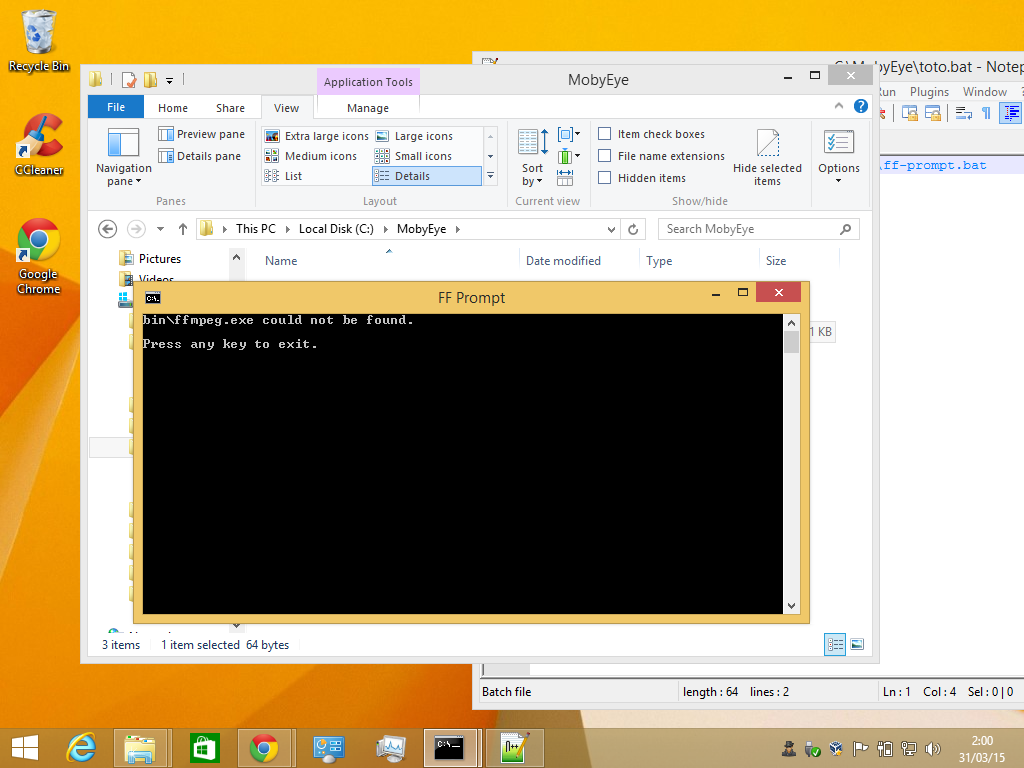 Recycle Bin
CCleaner
Google
Chrome
MobyEye\toto.bat - Notep
Run Plugins Window ?
\ff-prompt.bat
Application Tools
MobyEye
File Home Share View Manage
Navigation
pane
Preview pane
Details pane
Panes
Extra large icons Large icons
Medium icons Small icons
List Details
Layout
Sort
by
Current view
Item check boxes
File name extensions
Hidden items
Hide selected
items
Show/hide
Options
This PC Local Disk (C:) MobyEye
Search MobyEye
Pictures
Videos
Name Date modified Type Size
1 KB
C:\.
FF Prompt
bin\ffmpeg.exe could not be found.
Press any key to exit.
3 items 1 item selected 64 bytes
Batch file length : 64 lines : 2 Ln : 1 Col : 4 Sel : 0 | 0
2:00
31/03/15